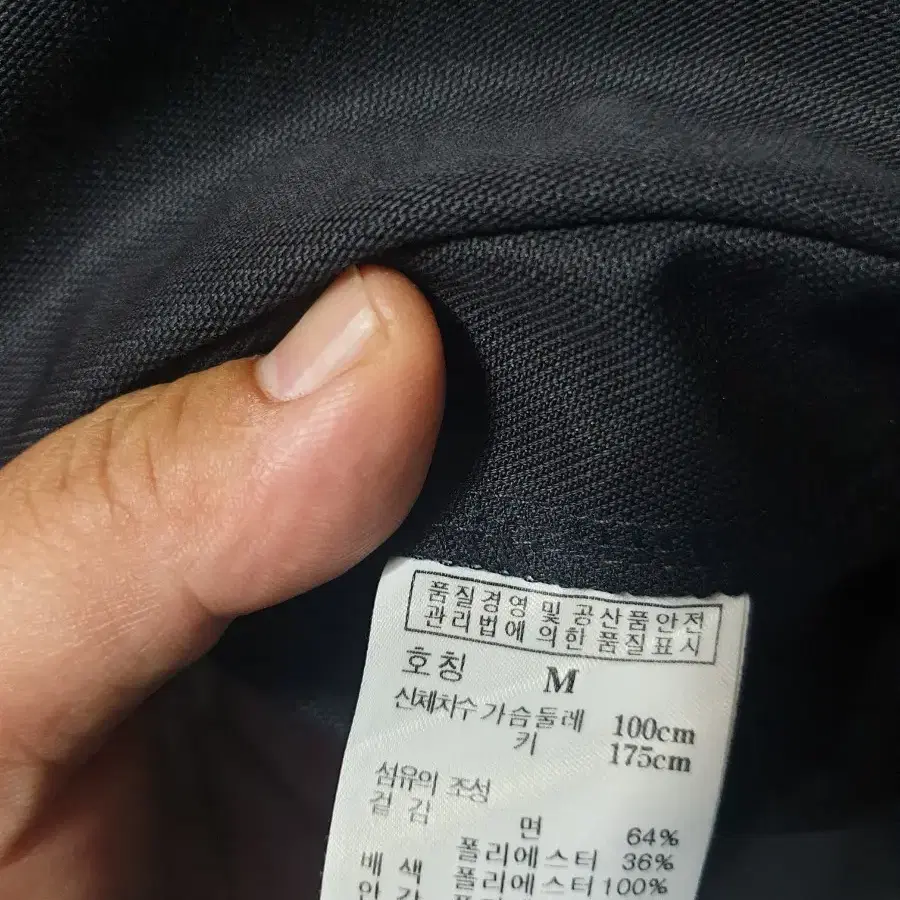 품질경영 및 공산품안전
관리법에 의한 품질표시
호칭 M
신체치수 가슴둘레 100cm
키 175cm
섬유의 조성
겉 감
면 64%
폴리에스터 36%
배 색 폴리에스터 100%